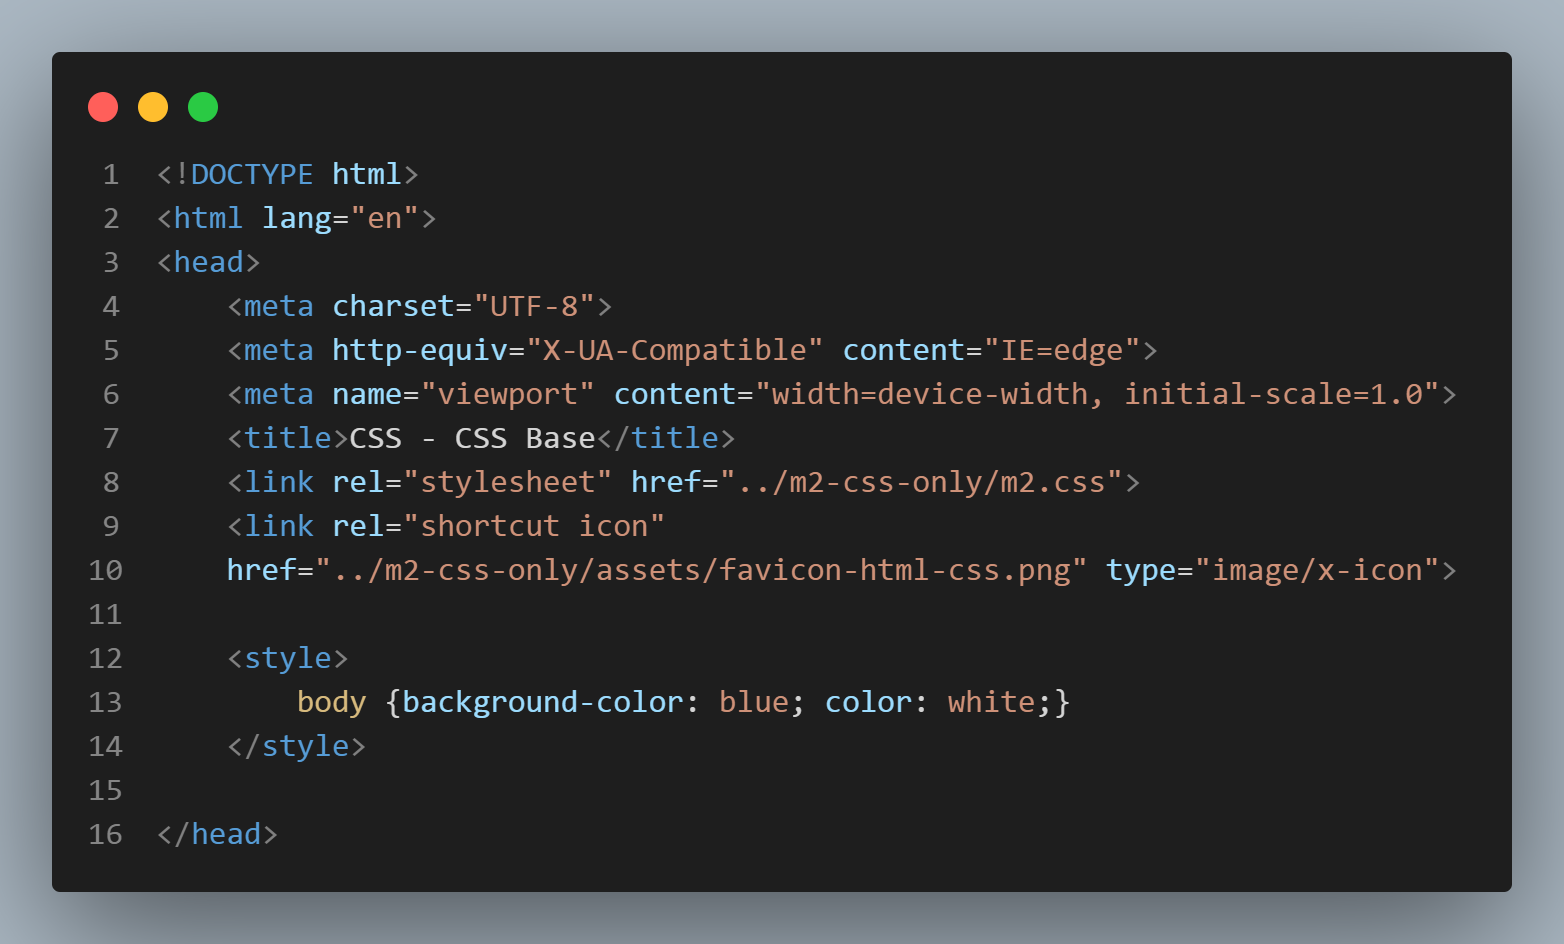 1 <!DOCTYPE html>
2 <html lang="en">
3 <head>
4     <meta charset="UTF-8">
5     <meta http-equiv="X-UA-Compatible" content="IE=edge">
6     <meta name="viewport" content="width=device-width, initial-scale=1.0">
7     <title>CSS - CSS Base</title>
8     <link rel="stylesheet" href="../m2-css-only/m2.css">
9     <link rel="shortcut icon"
10     href="../m2-css-only/assets/favicon-html-css.png" type="image/x-icon">
11
12     <style>
13         body {background-color: blue; color: white;}
14     </style>
15
16 </head>